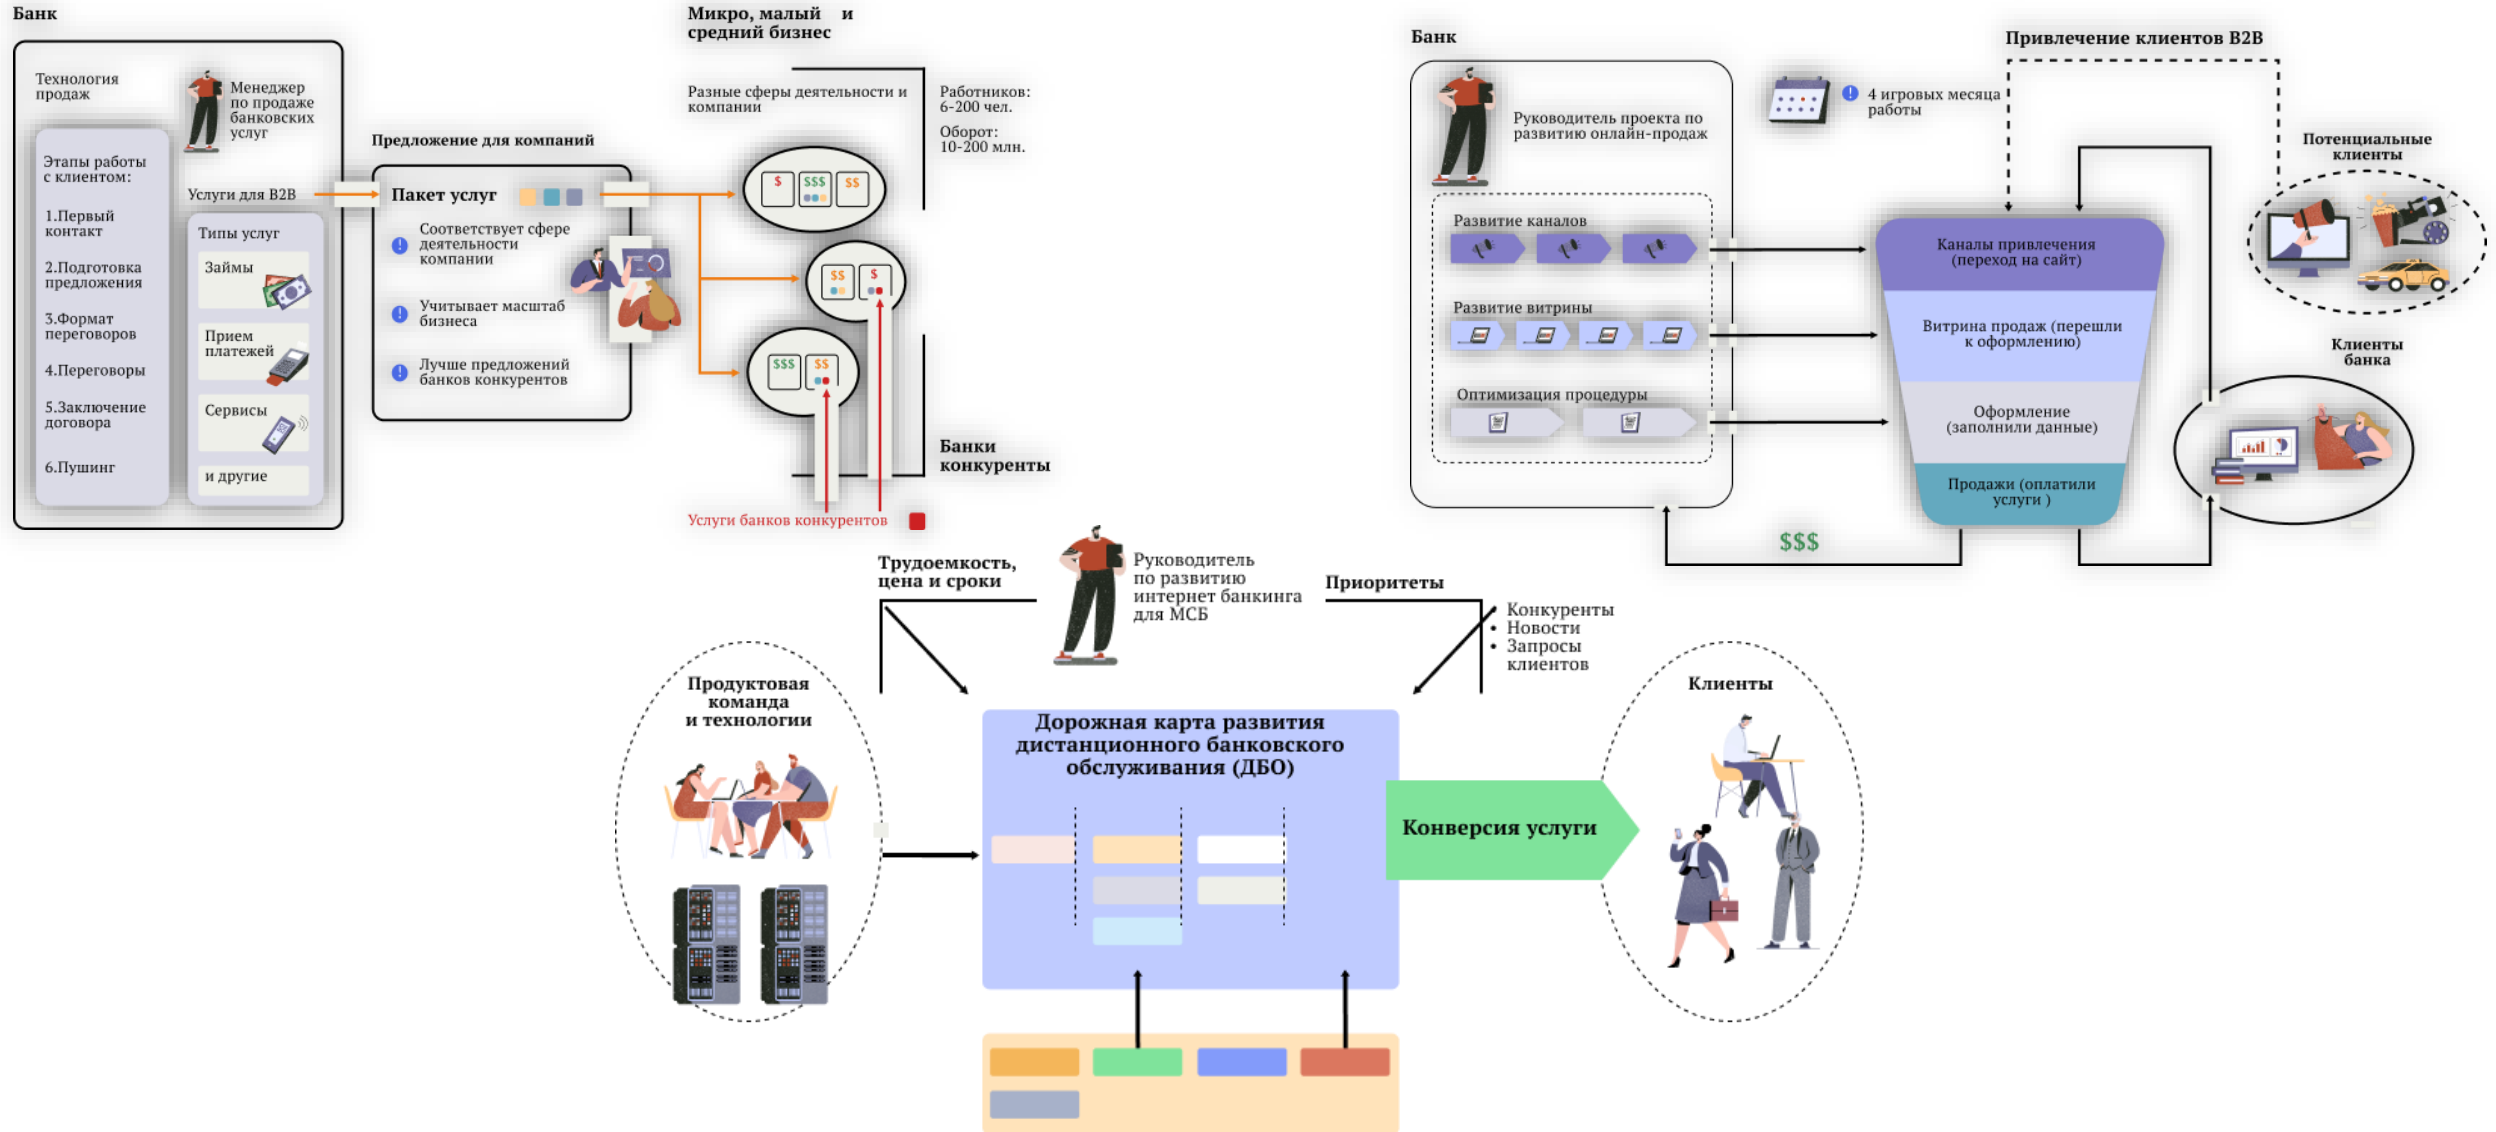 Банк
Технология
продаж
Менеджер
по продаже
банковских
услуг
Этапы работы
с клиентом:
1.Первый
контакт
2.Подготовка
предложения
3.Формат
переговоров
4.Переговоры
5.Заключение
договора
6.Пушинг
Услуги для B2B
Типы услуг
Займы
Прием
платежей
Сервисы
и другие
Предложение для компаний
Пакет услуг
! Соответствует сфере
деятельности
компании
! Учитывает масштаб
бизнеса
! Лучше предложений
банков конкурентов
Микро, малый и
средний бизнес
Разные сферы деятельности и
компании
Работников:
6-200 чел.
Оборот:
10-200 млн.
$ $$$ $$
$$ $
$$$ $$
Банки
конкуренты
Услуги банков конкурентов
Банк
Руководитель проекта по
развитию онлайн-продаж
Развитие каналов
Развитие витрины
Оптимизация процедуры
! 4 игровых месяца
работы
Привлечение клиентов B2B
Каналы привлечения
(переход на сайт)
Витрина продаж (перешли
к оформлению)
Оформление
(заполнили данные)
Продажи (оплатили
услуги )
$$$
Потенциальные
клиенты
Клиенты
банка
Трудоемкость,
цена и сроки
Руководитель
по развитию
интернет банкинга
для МСБ
Приоритеты
• Конкуренты
• Новости
• Запросы
клиентов
Продуктовая
команда
и технологии
Дорожная карта развития
дистанционного банковского
обслуживания (ДБО)
Конверсия услуги
Клиенты